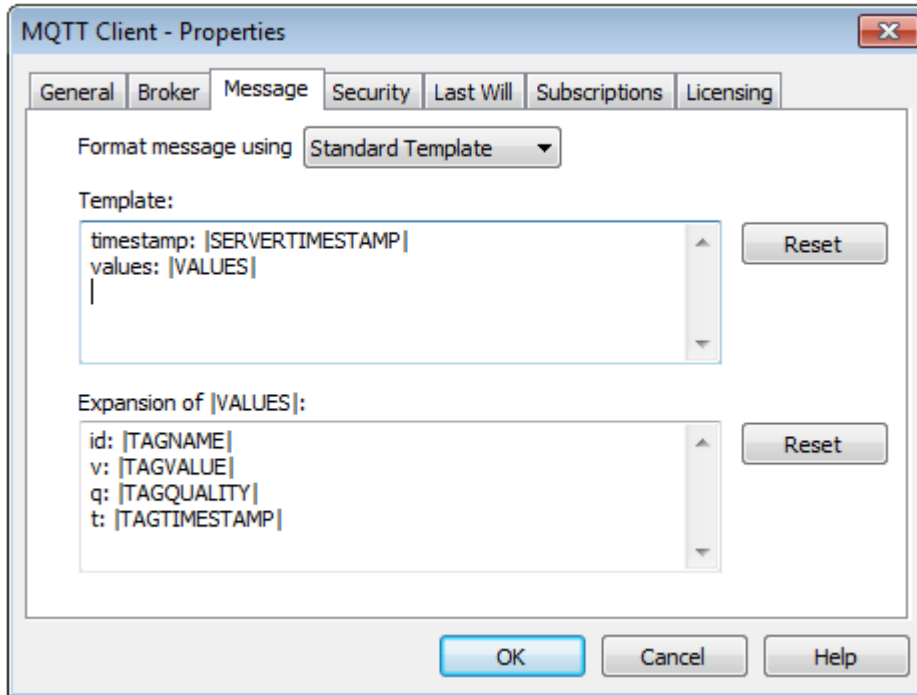 MQTT Client - Properties
General Broker Message Security Last Will Subscriptions Licensing
Format message using Standard Template
Template:
timestamp: |SERVERTIMESTAMP|
values: |VALUES|
Reset
Expansion of |VALUES|:
id: |TAGNAME|
v: |TAGVALUE|
q: |TAGQUALITY|
t: |TAGTIMESTAMP|
Reset
OK Cancel Help